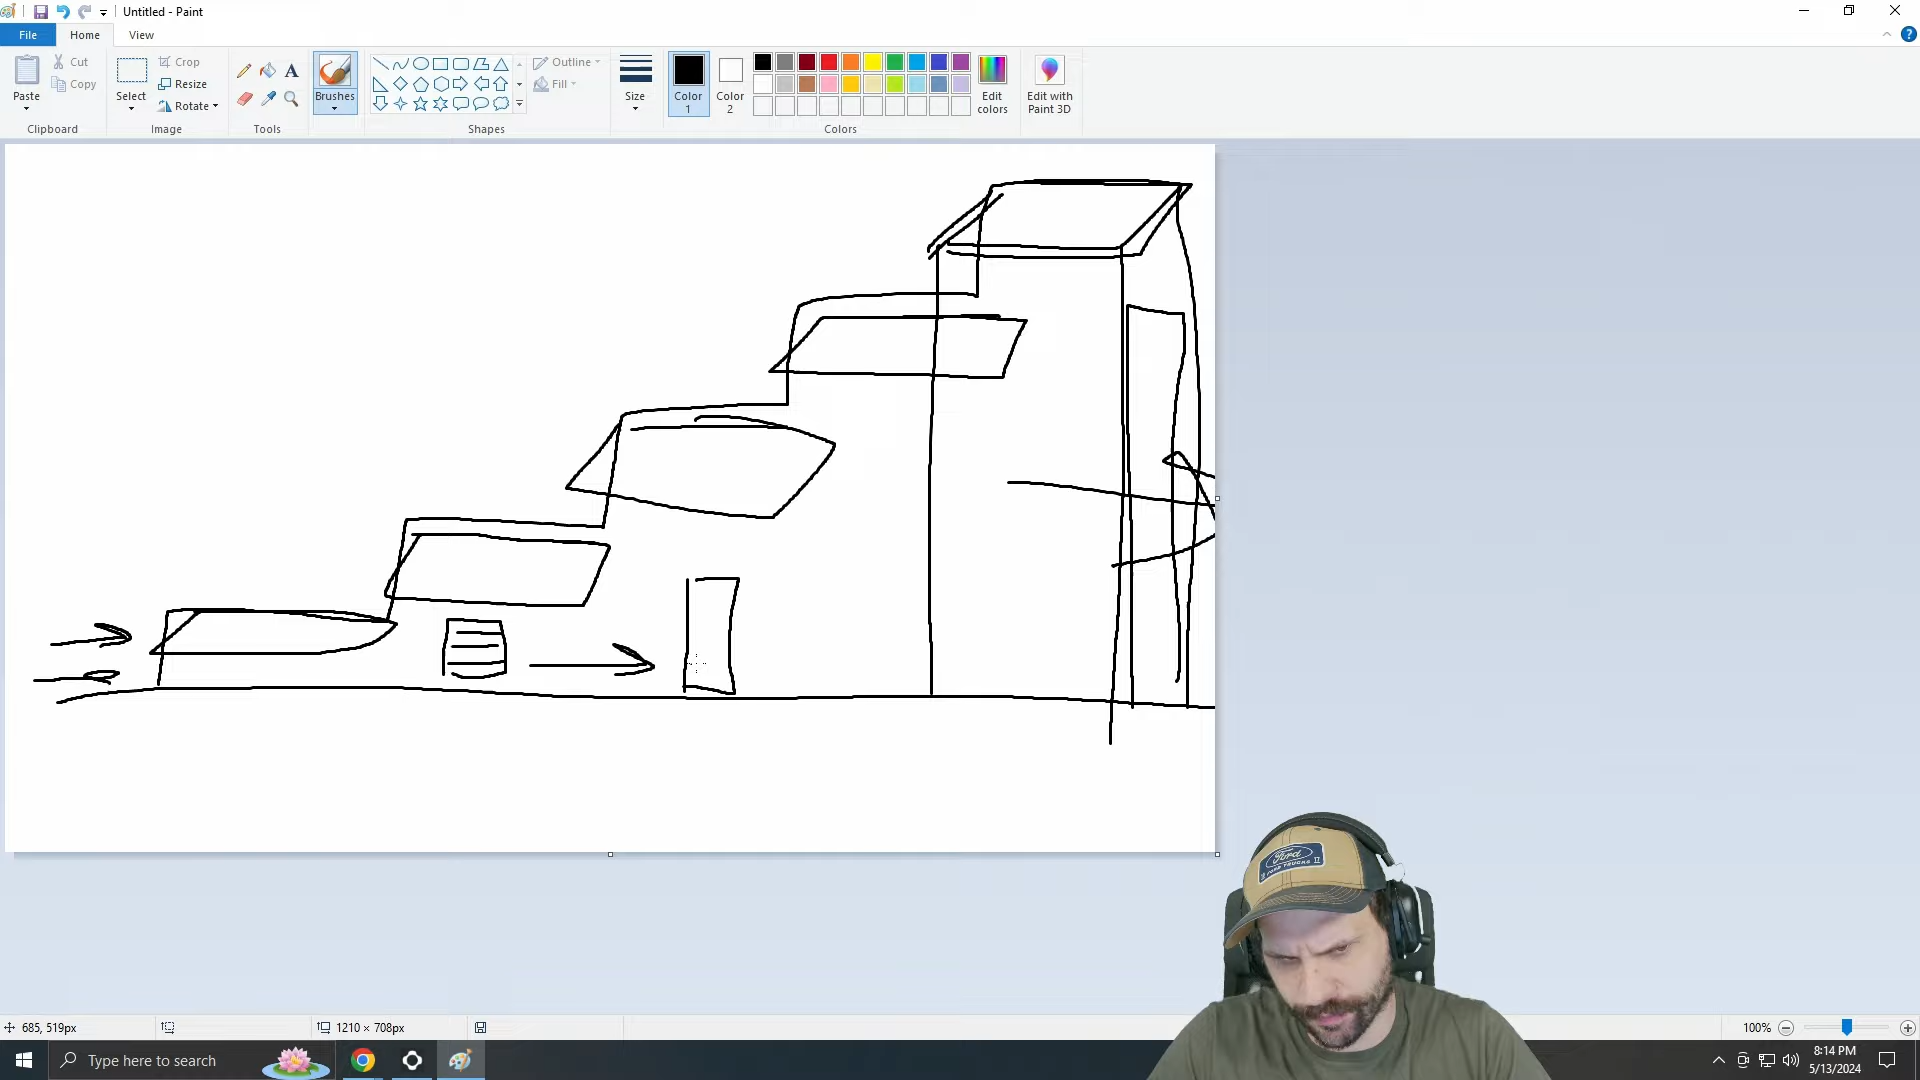 Untitled - Paint
File Home View
Paste
Cut
Copy
Clipboard
Select
Crop
Resize
Rotate
Image
Tools
Brushes
Shapes
Outline
Fill
Size
Color 1
Color 2
Colors
Edit colors
Edit with Paint 3D
Ford
685, 519px
1210 × 708px
100%
Type here to search
8:14 PM
5/13/2024